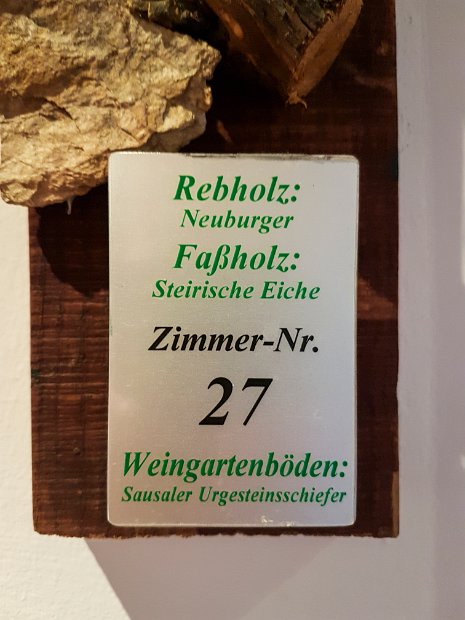 Rebholz:
Neuburger
Faßholz:
Steirische Eiche
Zimmer-Nr.
27
Weingartenböden:
Sausaler Urgesteinsschiefer